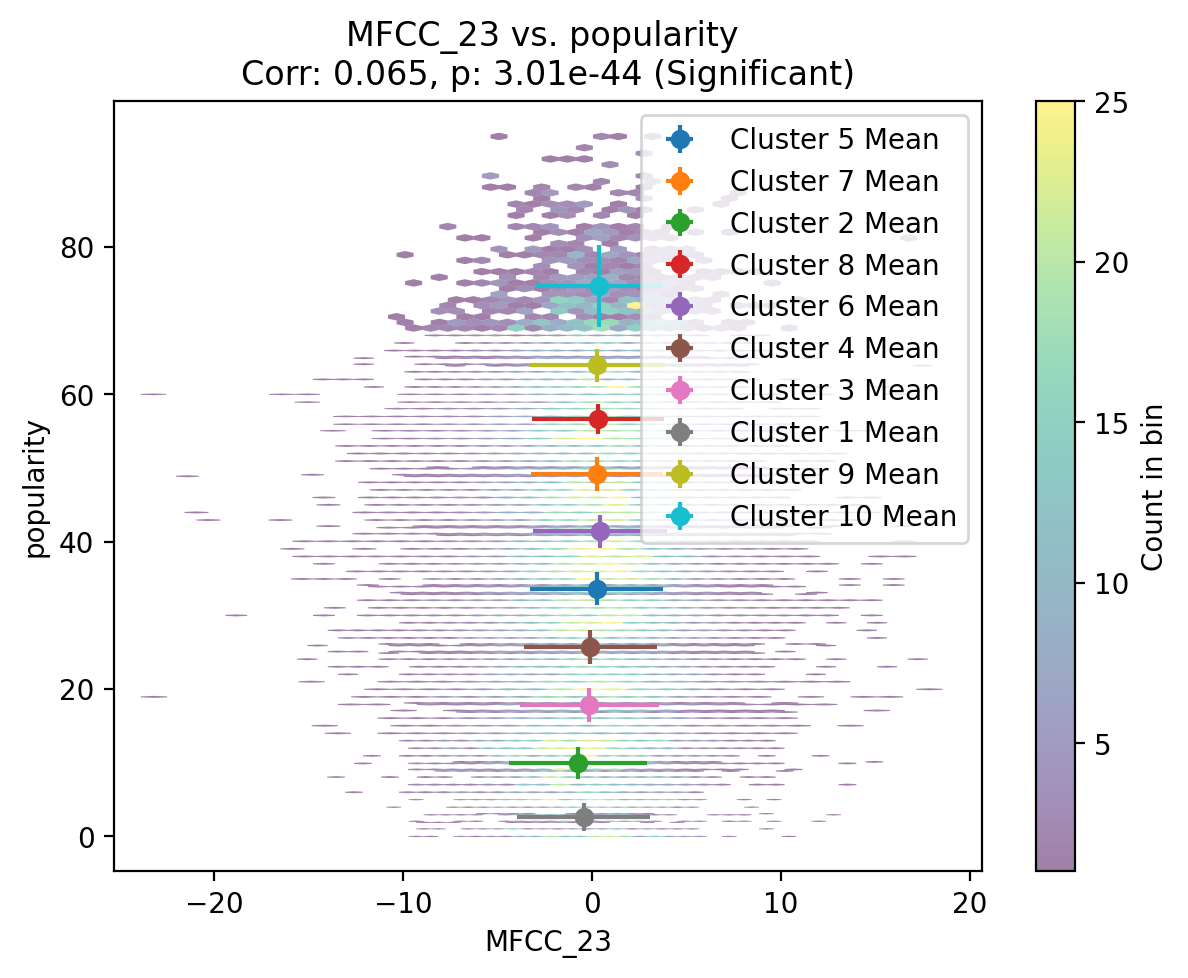 MFCC_23 vs. popularity
Corr: 0.065, p: 3.01e-44 (Significant)
popularity
80
60
40
20
0
−20
−10
0
10
20
MFCC_23
Cluster 5 Mean
Cluster 7 Mean
Cluster 2 Mean
Cluster 8 Mean
Cluster 6 Mean
Cluster 4 Mean
Cluster 3 Mean
Cluster 1 Mean
Cluster 9 Mean
Cluster 10 Mean
25
20
15
10
5
Count in bin